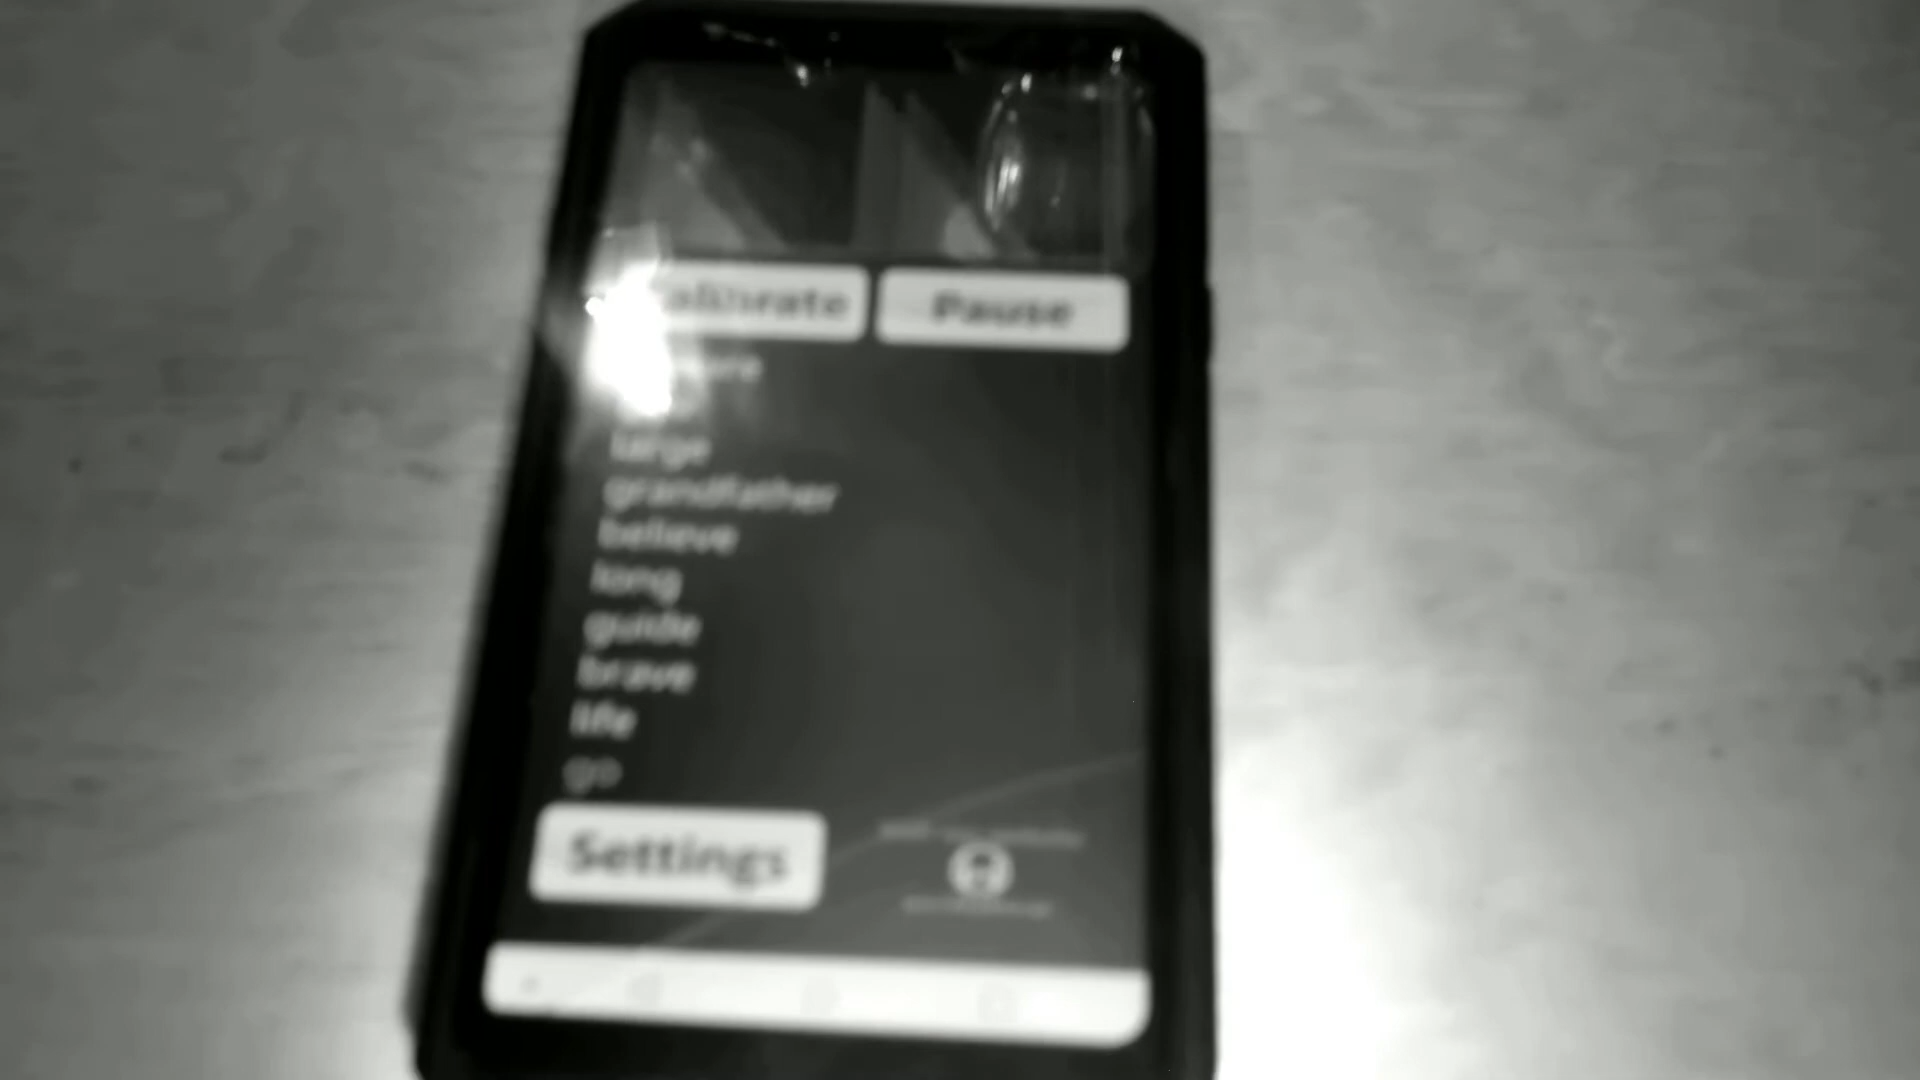 Calibrate Pause
large
grandfather
believe
long
guide
brave
life
go
Settings